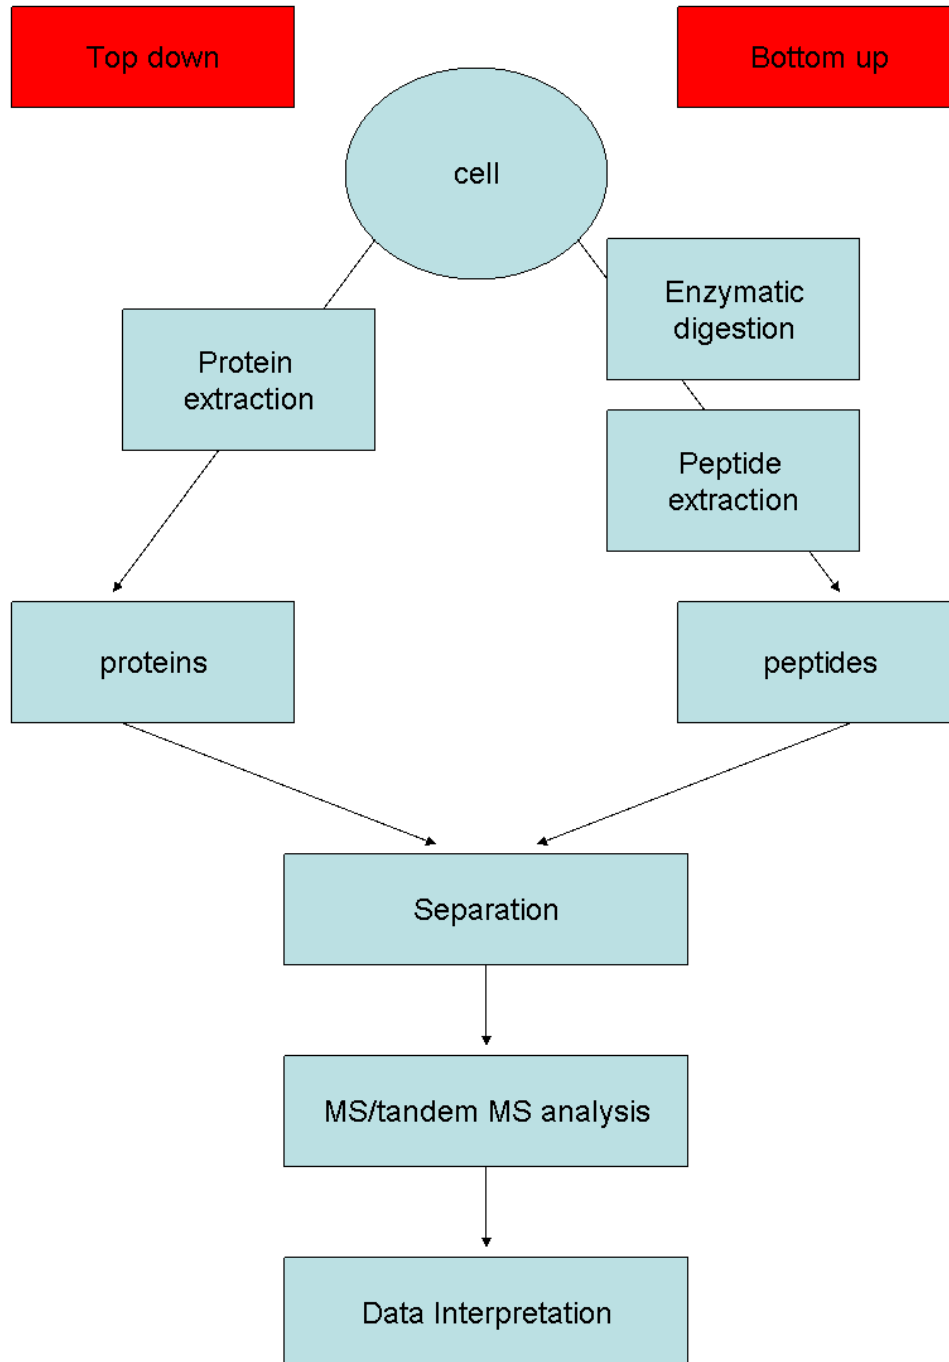 Top down
Bottom up
cell
Enzymatic
digestion
Protein
extraction
Peptide
extraction
proteins
peptides
Separation
MS/tandem MS analysis
Data Interpretation